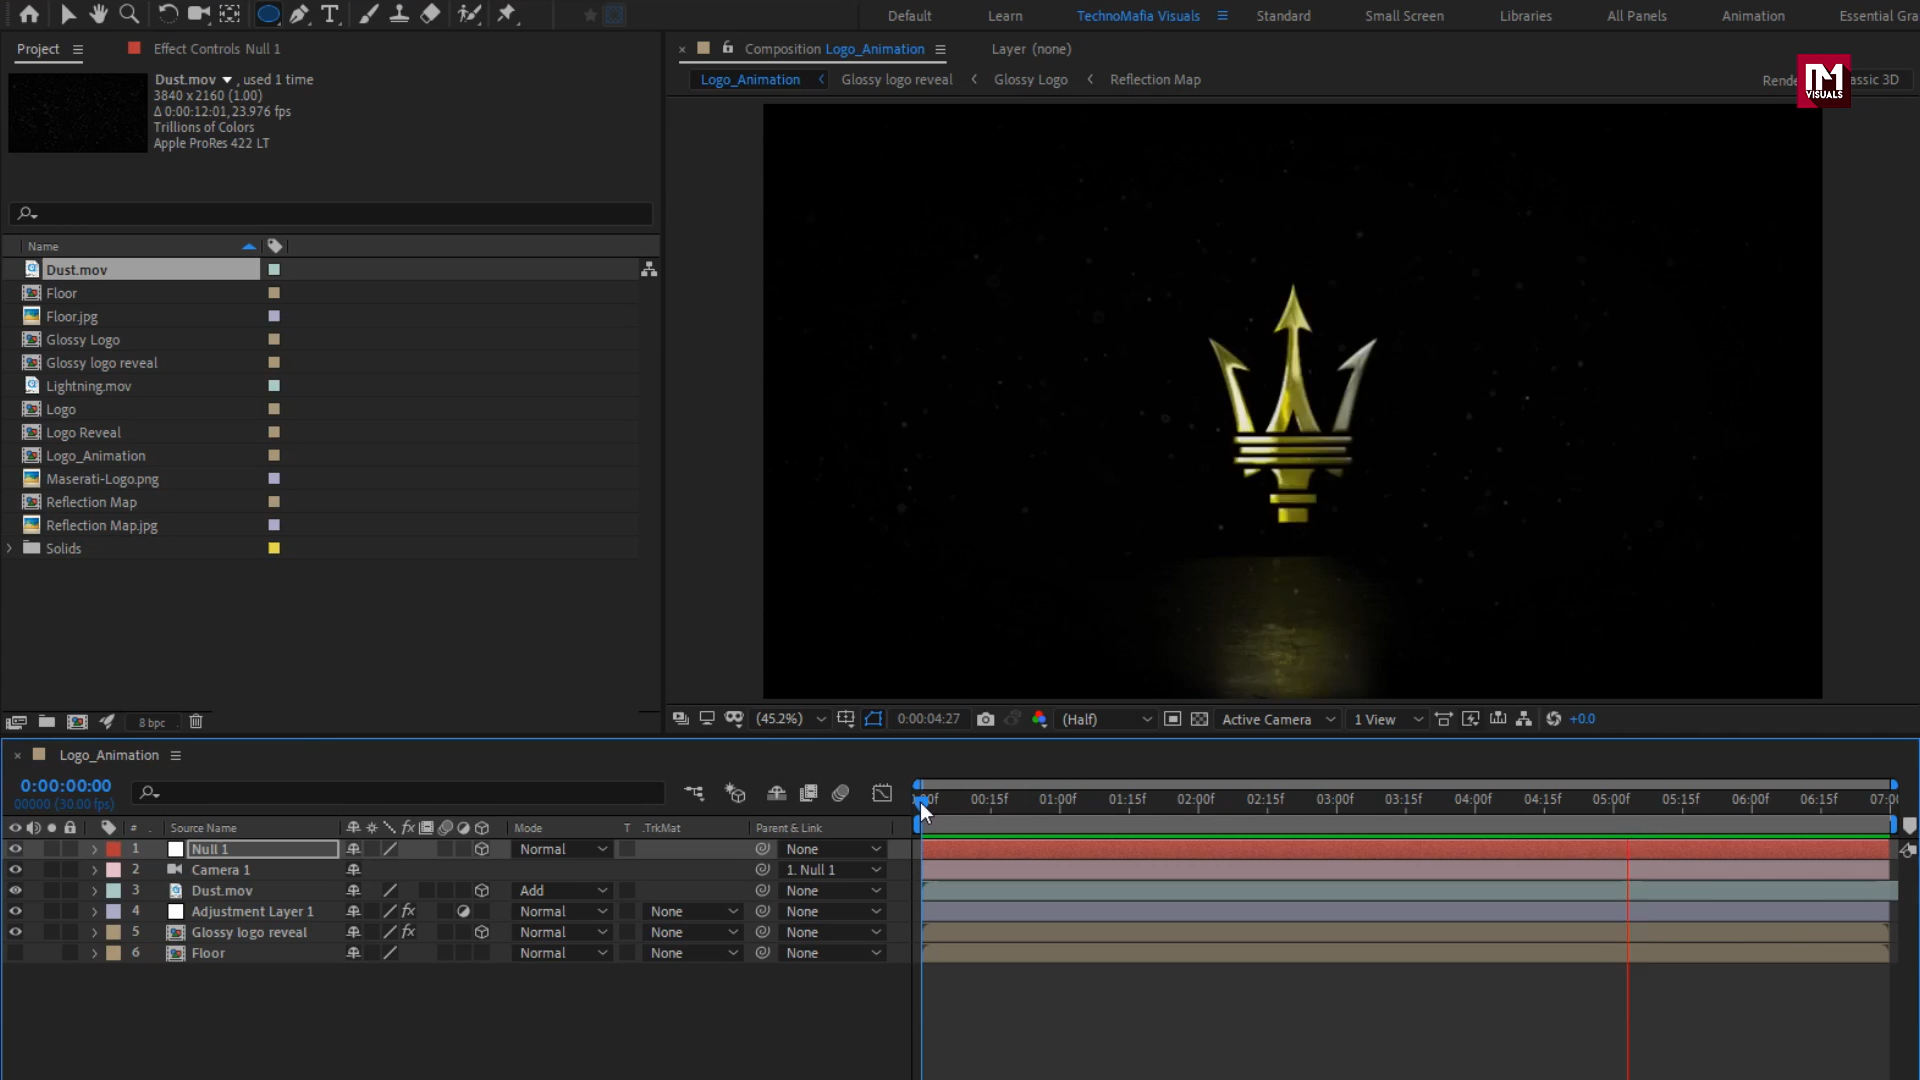 Default
Learn
TechnoMafia Visuals
Standard
Small Screen
Libraries
All Panels
Animation
Essential Gra
Project
Effect Controls Null 1
Composition Logo_Animation
Layer (none)
Dust.mov , used 1 time
3840 x 2160 (1.00)
Δ 0:00:12:01, 23.976 fps
Trillions of Colors
Apple ProRes 422 LT
Logo_Animation
Glossy logo reveal
Glossy Logo
Reflection Map
Rende
assic 3D
VISUALS
Name
Dust.mov
Floor
Floor.jpg
Glossy Logo
Glossy logo reveal
Lightning.mov
Logo
Logo Reveal
Logo_Animation
Maserati-Logo.png
Reflection Map
Reflection Map.jpg
Solids
8 bpc
(45.2%)
0:00:04:27
(Half)
Active Camera
1 View
+0.0
Logo_Animation
0:00:00:00
00000 (30.00 fps)
00f 00:15f 01:00f 01:15f 02:00f 02:15f 03:00f 03:15f 04:00f 04:15f 05:00f 05:15f 06:00f 06:15f 07:00
# Source Name fx Mode T .TrkMat Parent & Link
1 Null 1 Normal None
2 Camera 1 1. Null 1
3 Dust.mov Add None
4 Adjustment Layer 1 fx Normal None None
5 Glossy logo reveal fx Normal None None
6 Floor Normal None None